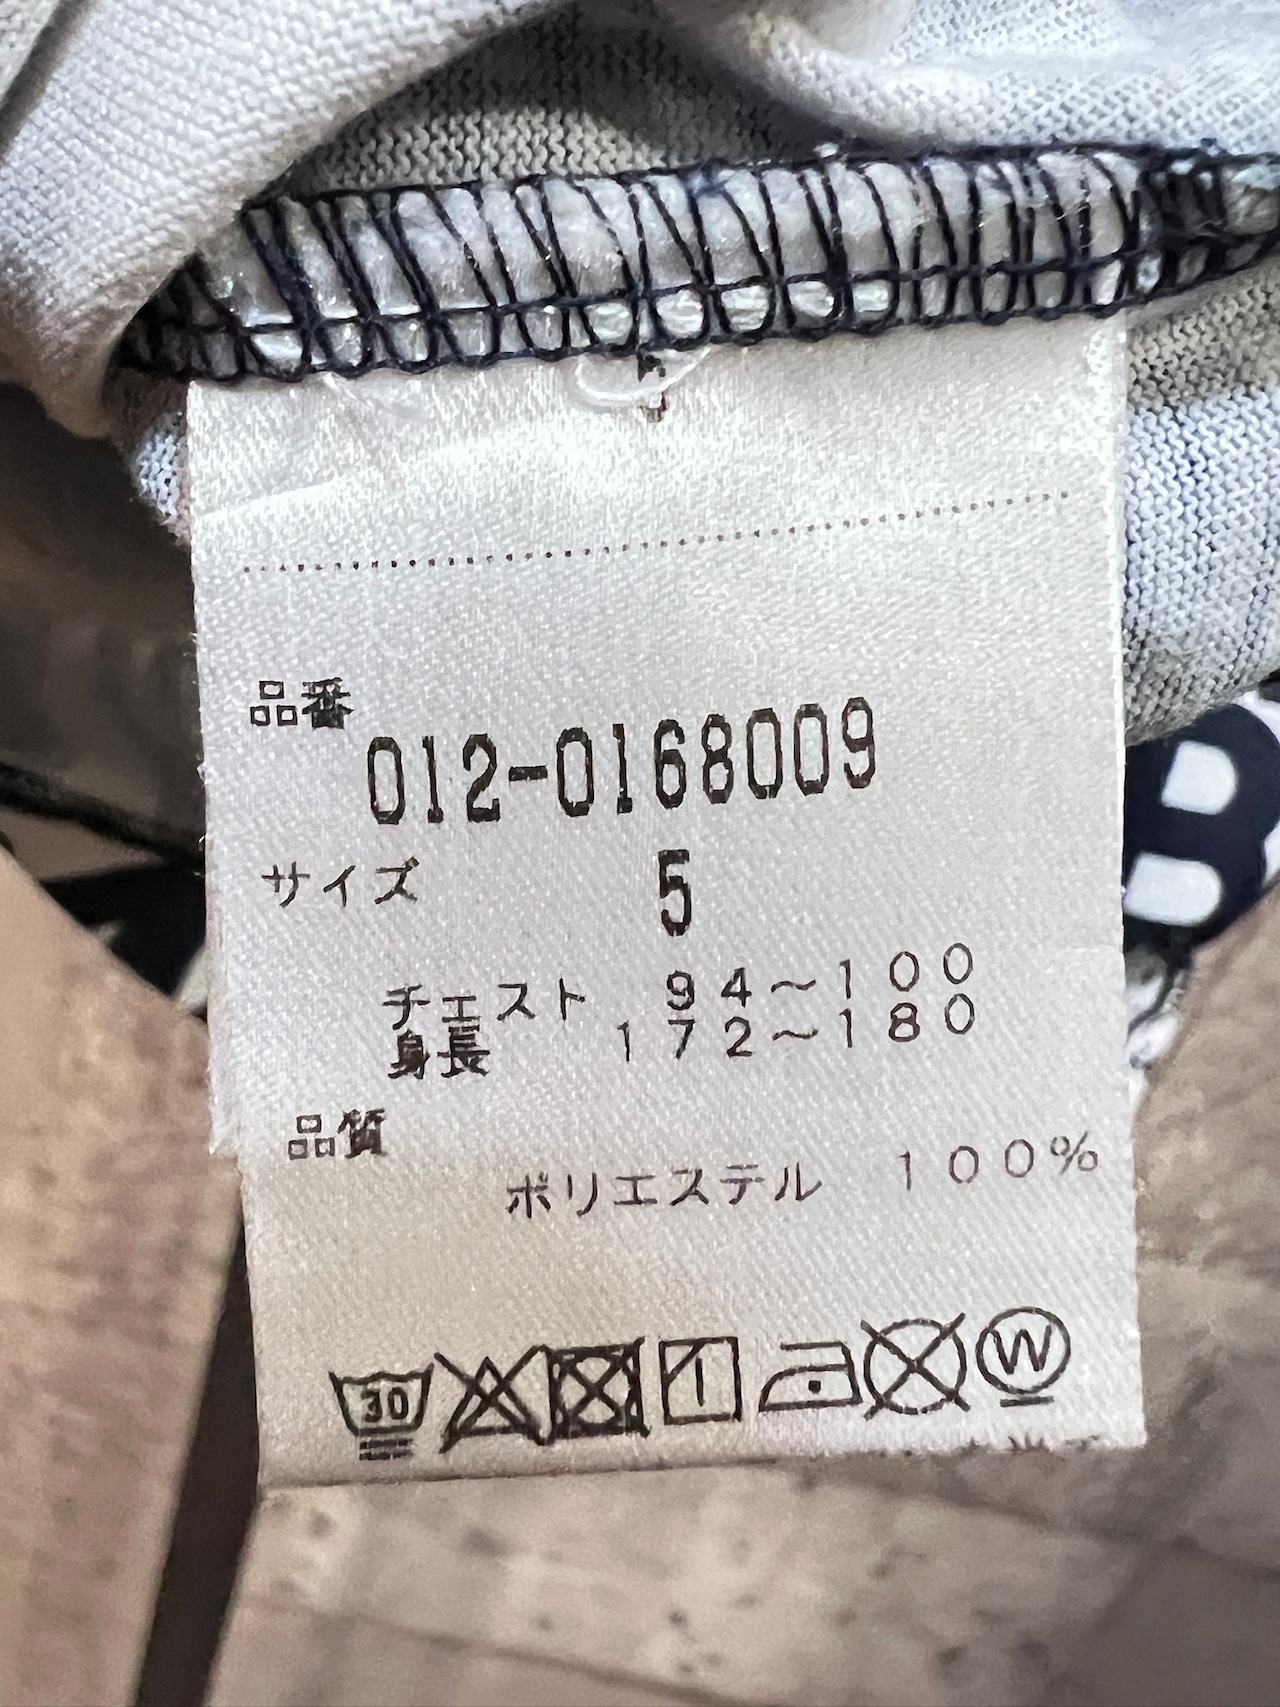 品番
012-0168009
サイズ 5
チェスト 94～100
身長 172～180
品質
ポリエステル 100%
30 W
B